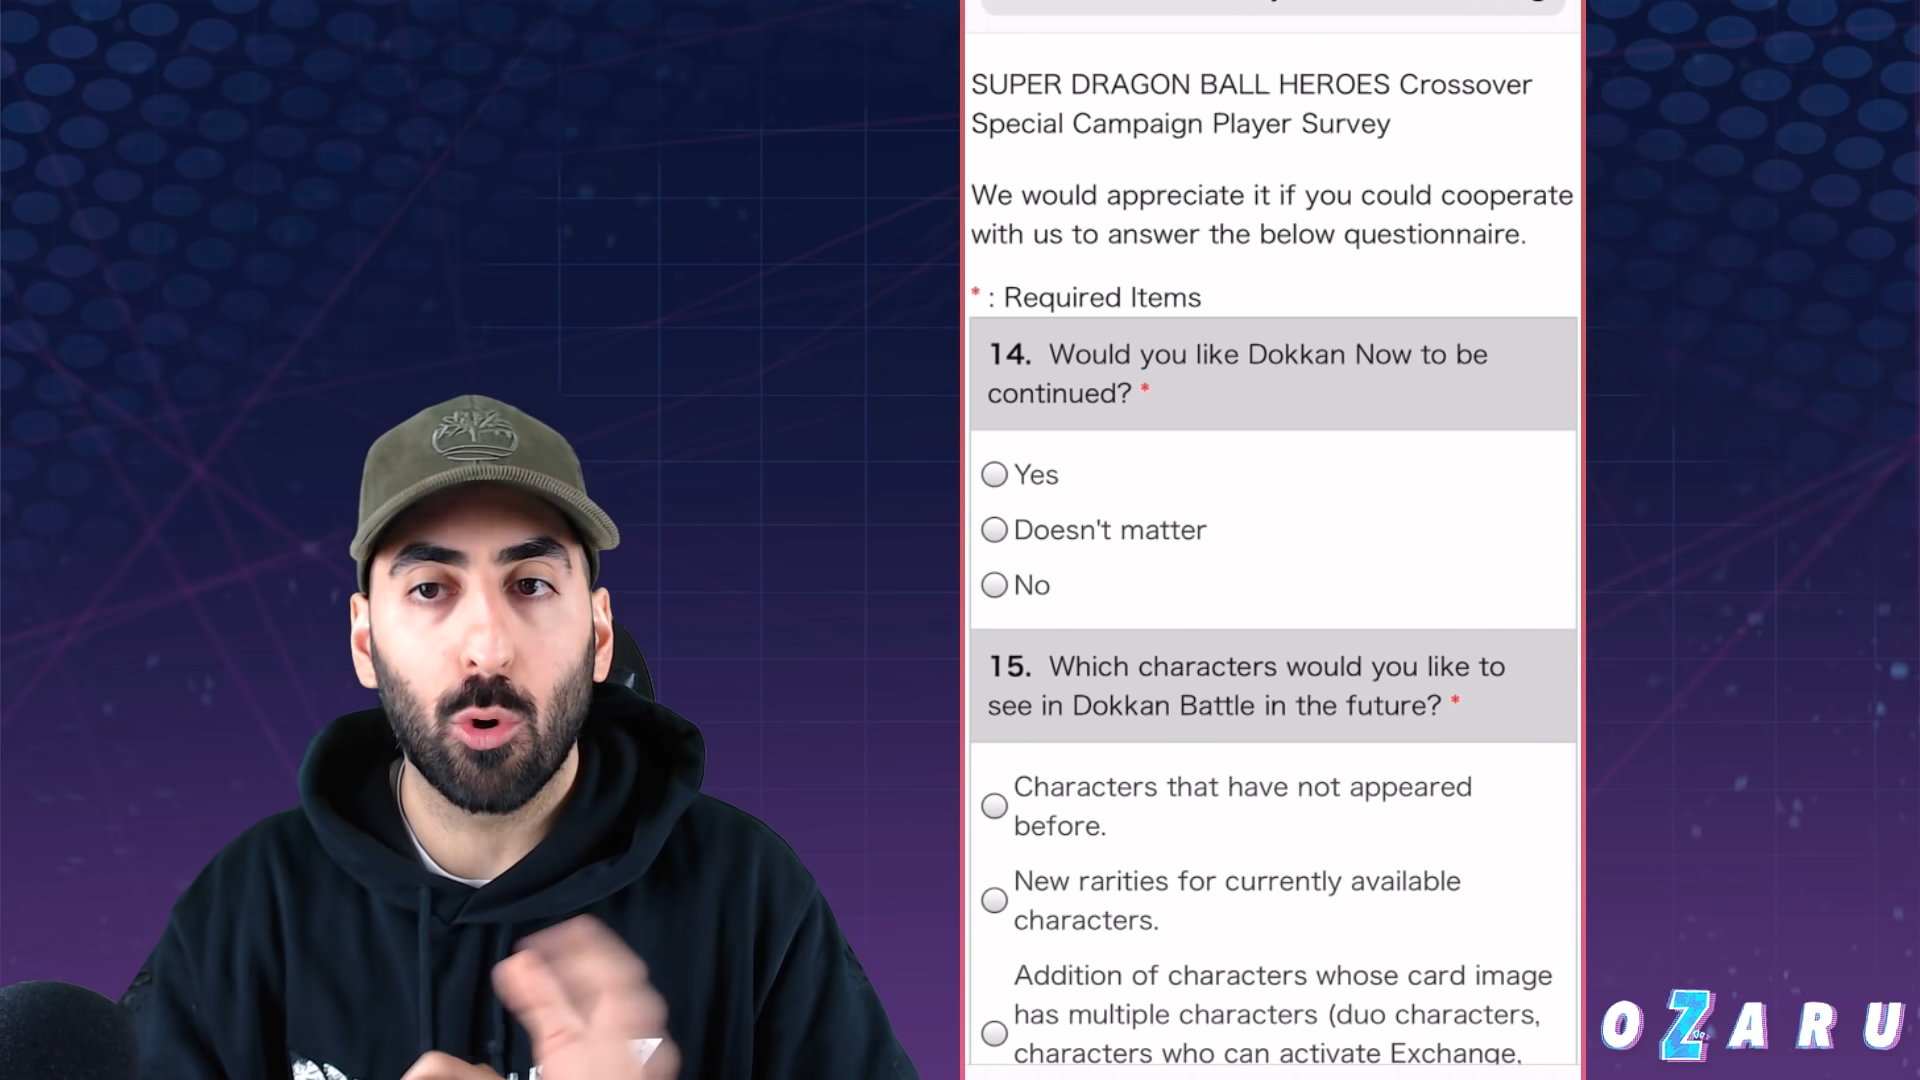 SUPER DRAGON BALL HEROES Crossover
Special Campaign Player Survey
We would appreciate it if you could cooperate
with us to answer the below questionnaire.
* : Required Items
14. Would you like Dokkan Now to be
continued? *
Yes
Doesn't matter
No
15. Which characters would you like to
see in Dokkan Battle in the future? *
Characters that have not appeared
before.
New rarities for currently available
characters.
Addition of characters whose card image
has multiple characters (duo characters,
characters who can activate Exchange,
OZARU